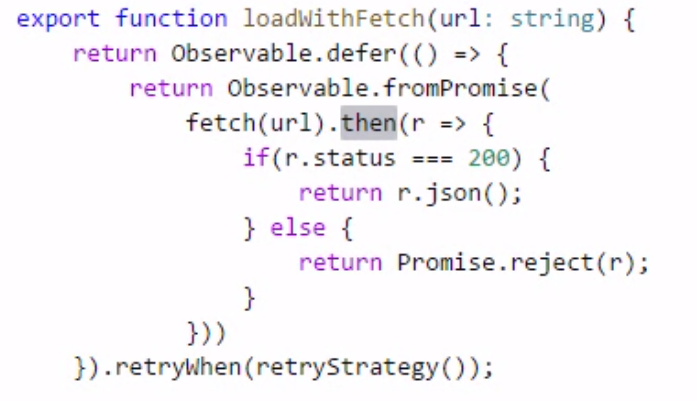 export function loadWithFetch(url: string) {
    return Observable.defer(() => {
        return Observable.fromPromise(
            fetch(url).then(r => {
                if(r.status === 200) {
                    return r.json();
                } else {
                    return Promise.reject(r);
                }
            }))
    }).retryWhen(retryStrategy());